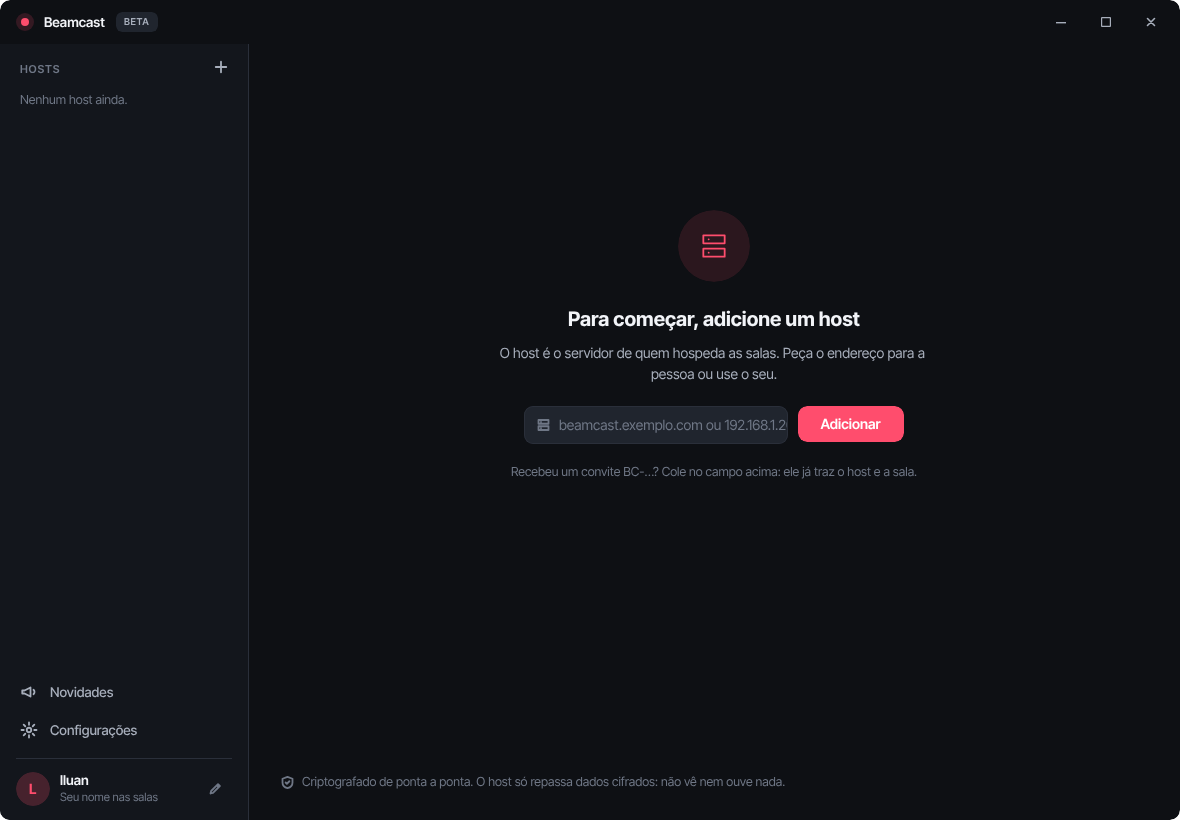 Beamcast BETA
HOSTS
Nenhum host ainda.
Para começar, adicione um host
O host é o servidor de quem hospeda as salas. Peça o endereço para a
pessoa ou use o seu.
beamcast.exemplo.com ou 192.168.1.2
Adicionar
Recebeu um convite BC-...? Cole no campo acima: ele já traz o host e a sala.
Novidades
Configurações
L
lluan
Seu nome nas salas
Criptografado de ponta a ponta. O host só repassa dados cifrados: não vê nem ouve nada.